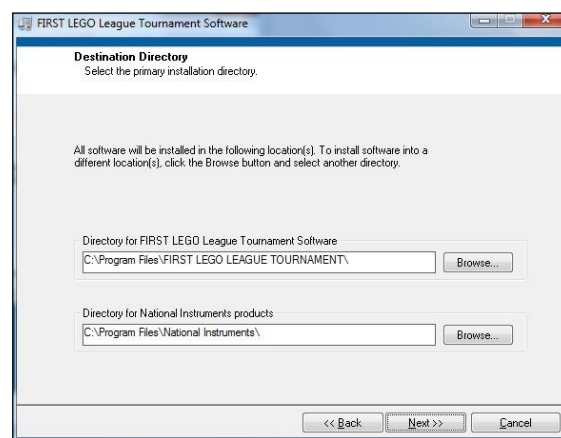 FIRST LEGO League Tournament Software
Destination Directory
Select the primary installation directory.
All software will be installed in the following location(s). To install software into a
different location(s), click the Browse button and select another directory.
Directory for FIRST LEGO League Tournament Software
C:\Program Files\FIRST LEGO LEAGUE TOURNAMENT\
Browse...
Directory for National Instruments products
C:\Program Files\National Instruments\
Browse...
<< Back
Next >>
Cancel